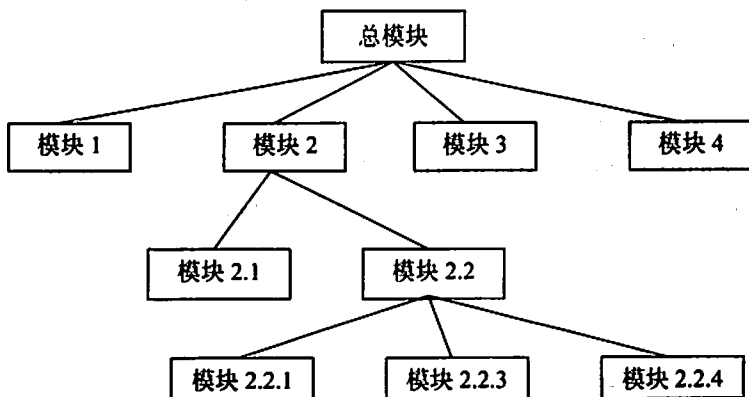 总模块
模块 1
模块 2
模块 3
模块 4
模块 2.1
模块 2.2
模块 2.2.1
模块 2.2.3
模块 2.2.4